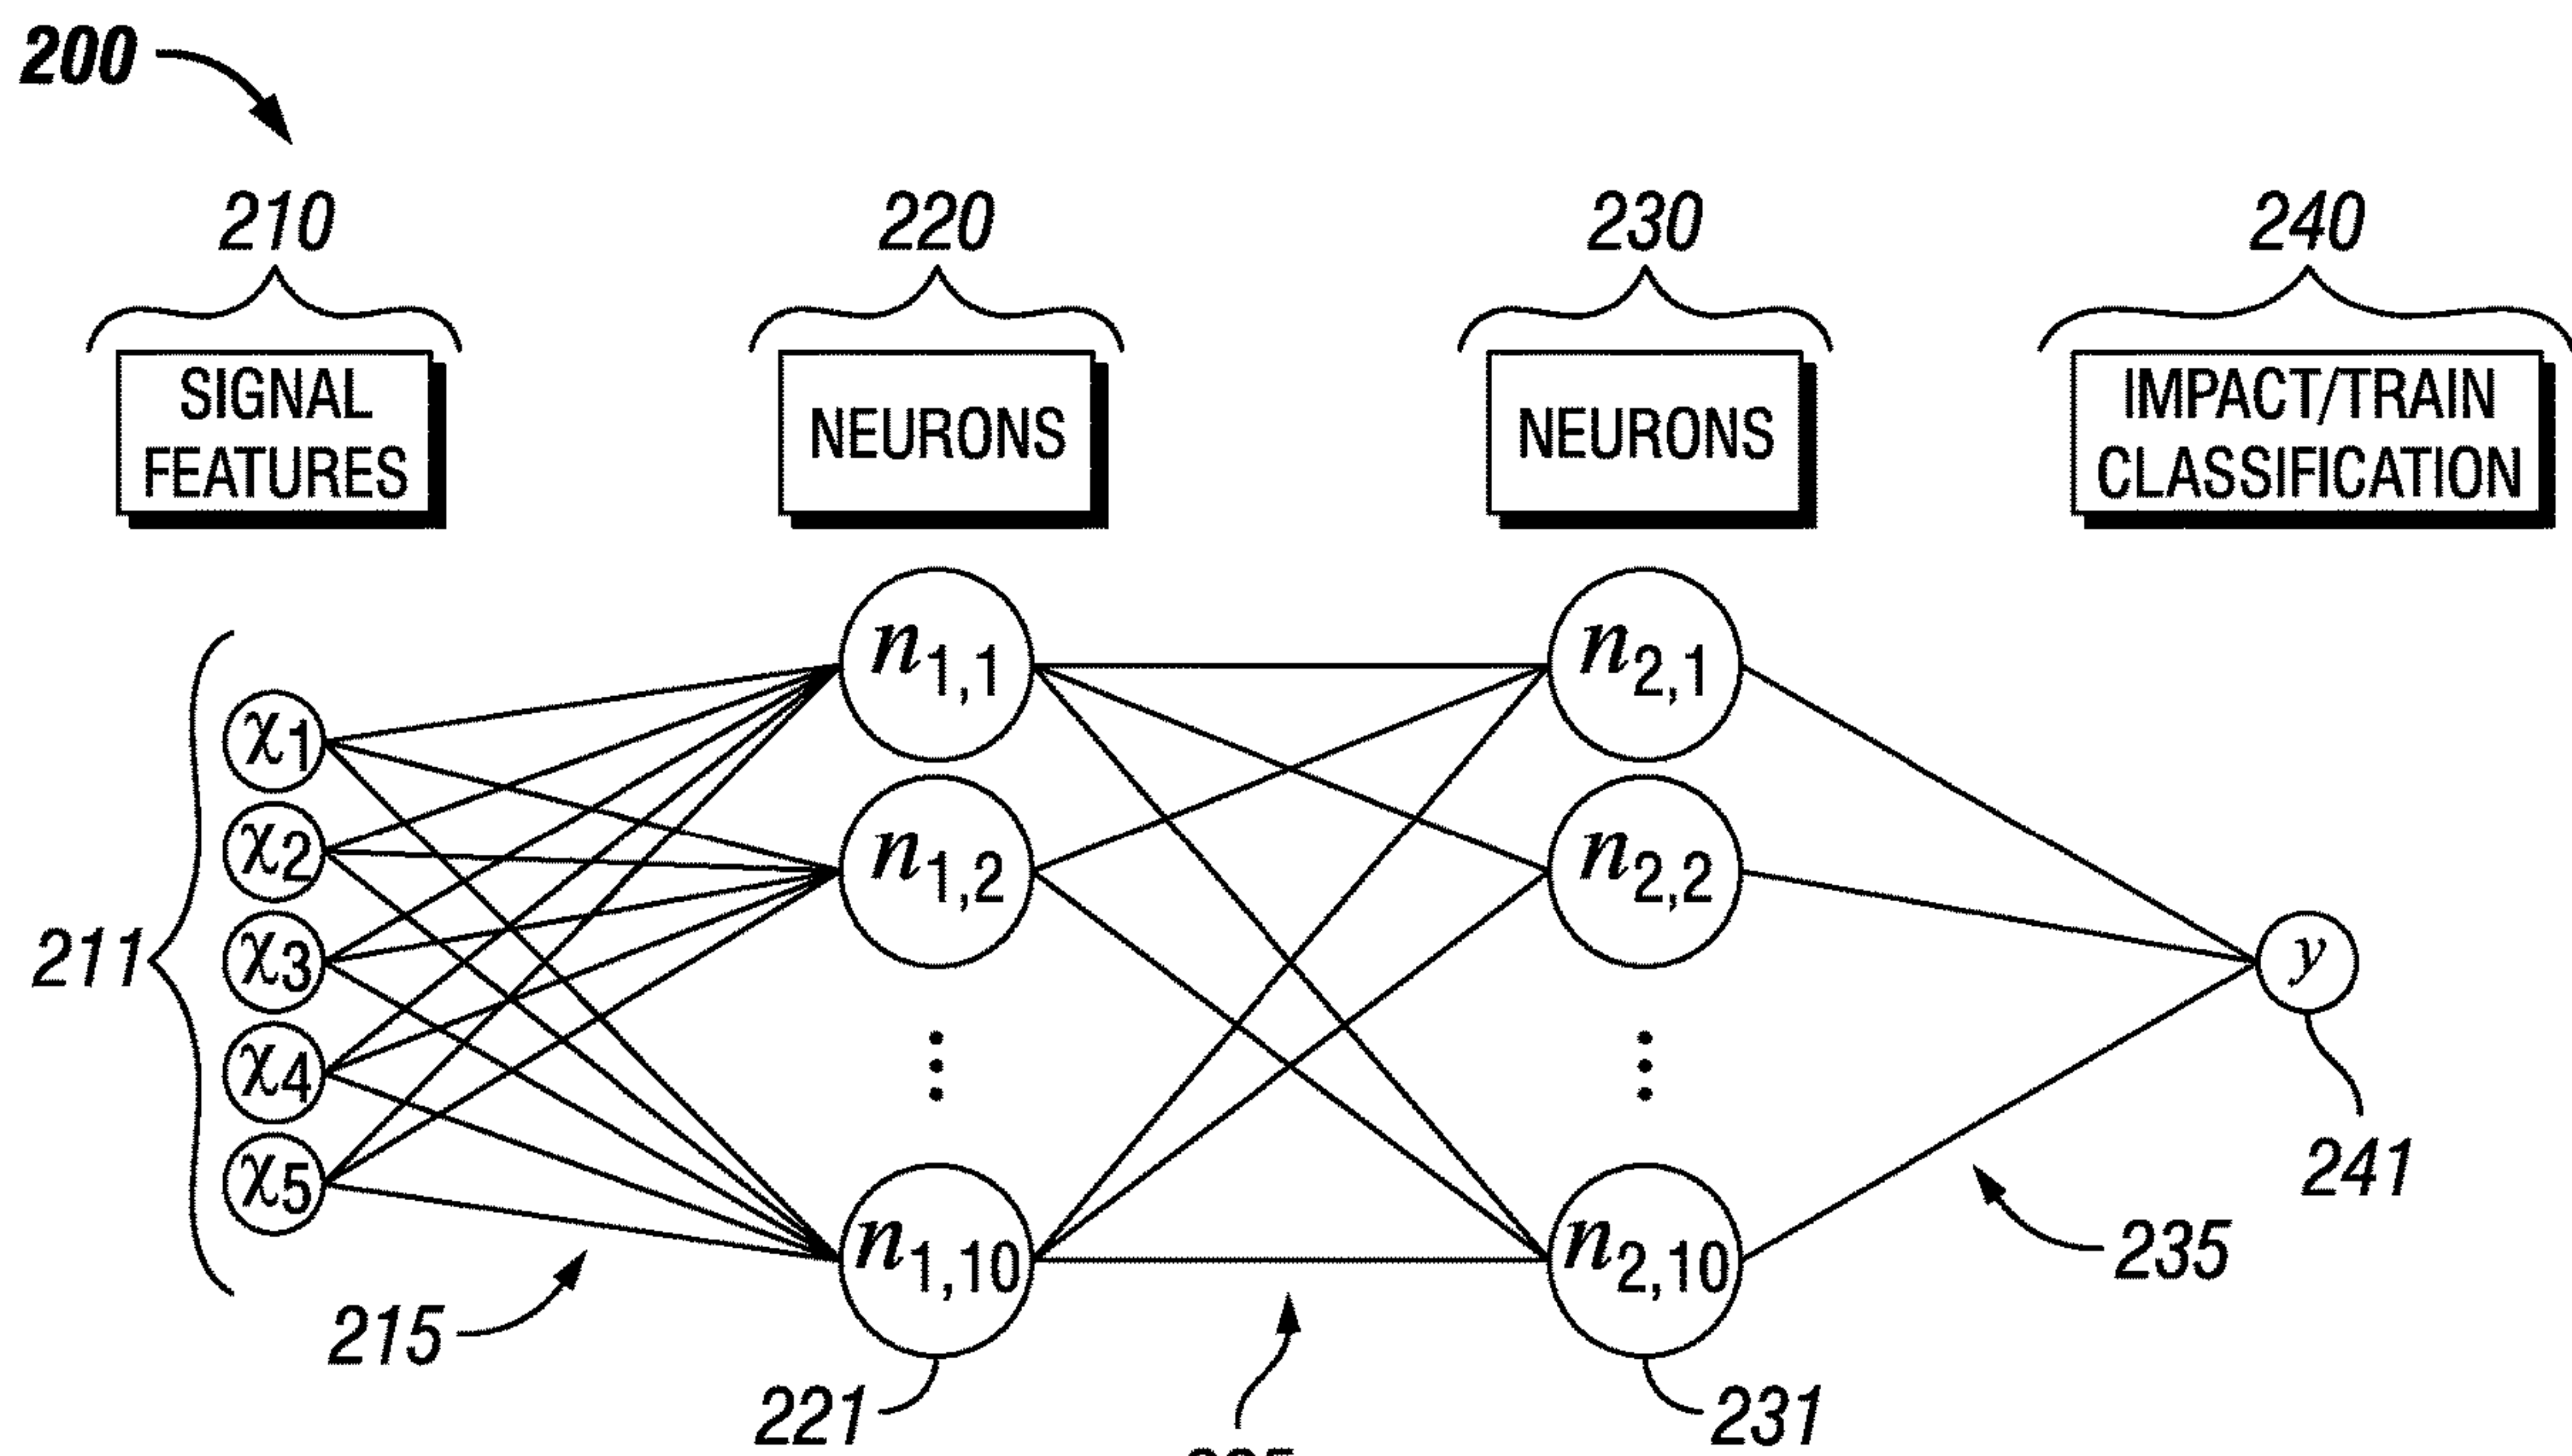 200
210
220
230
240
SIGNAL
FEATURES
NEURONS
NEURONS
IMPACT/TRAIN
CLASSIFICATION
211
χ1
χ2
χ3
χ4
χ5
n1,1
n1,2
n1,10
n2,1
n2,2
n2,10
y
215
221
231
235
241